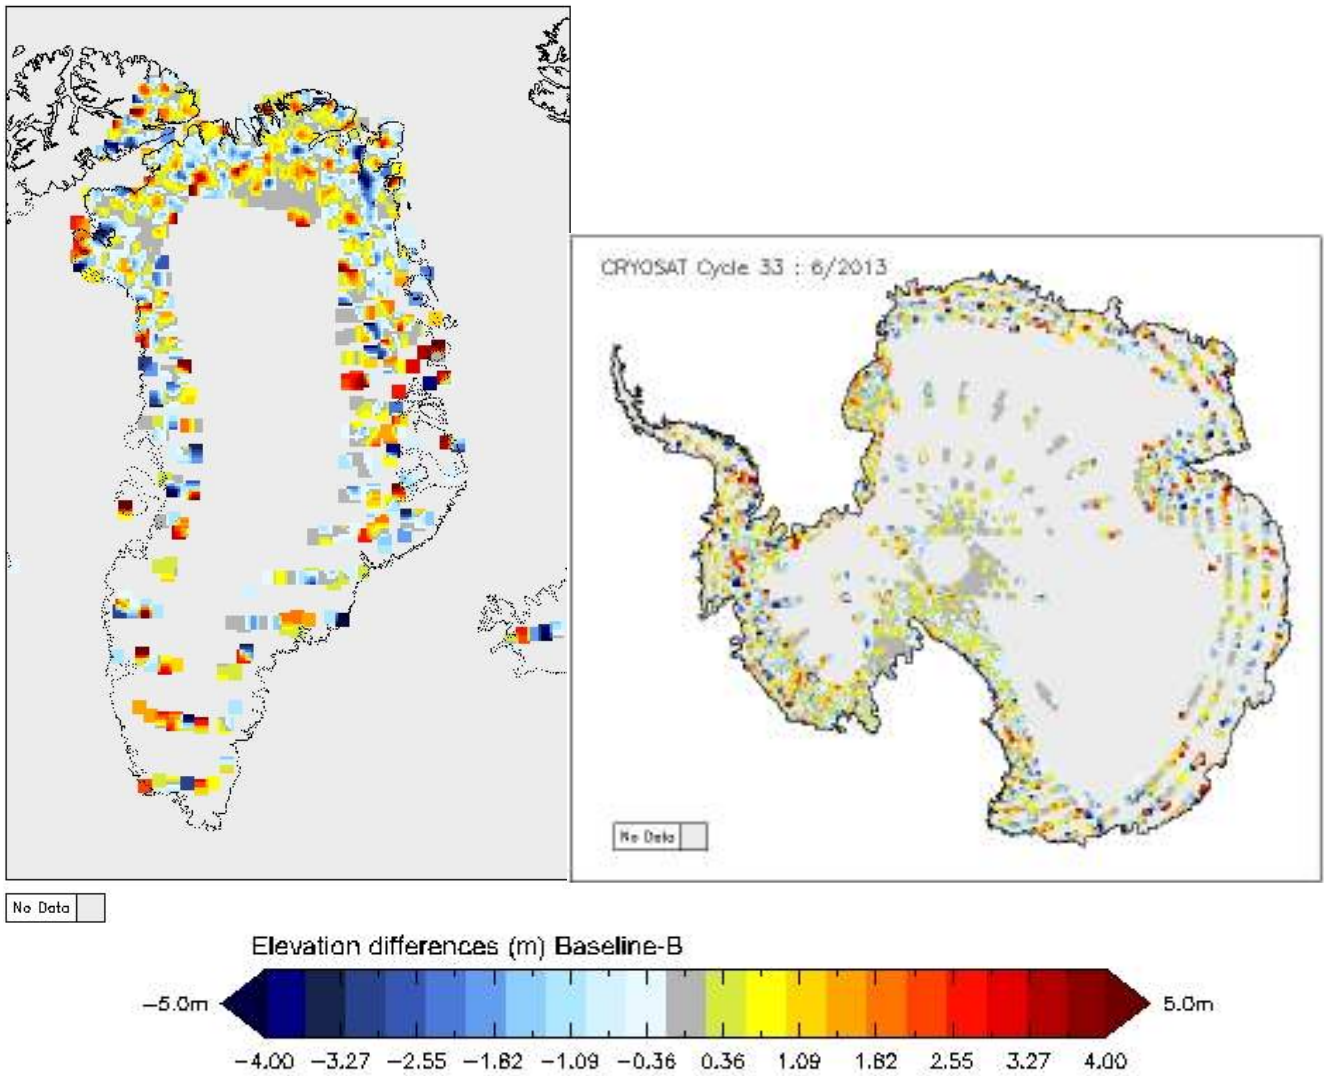 CRYOSAT Cycle 33 : 6/2013
No Data
No Data
Elevation differences (m) Baseline-B
-5.0m 5.0m
-4.00 -3.27 -2.55 -1.82 -1.09 -0.36 0.36 1.09 1.82 2.55 3.27 4.00